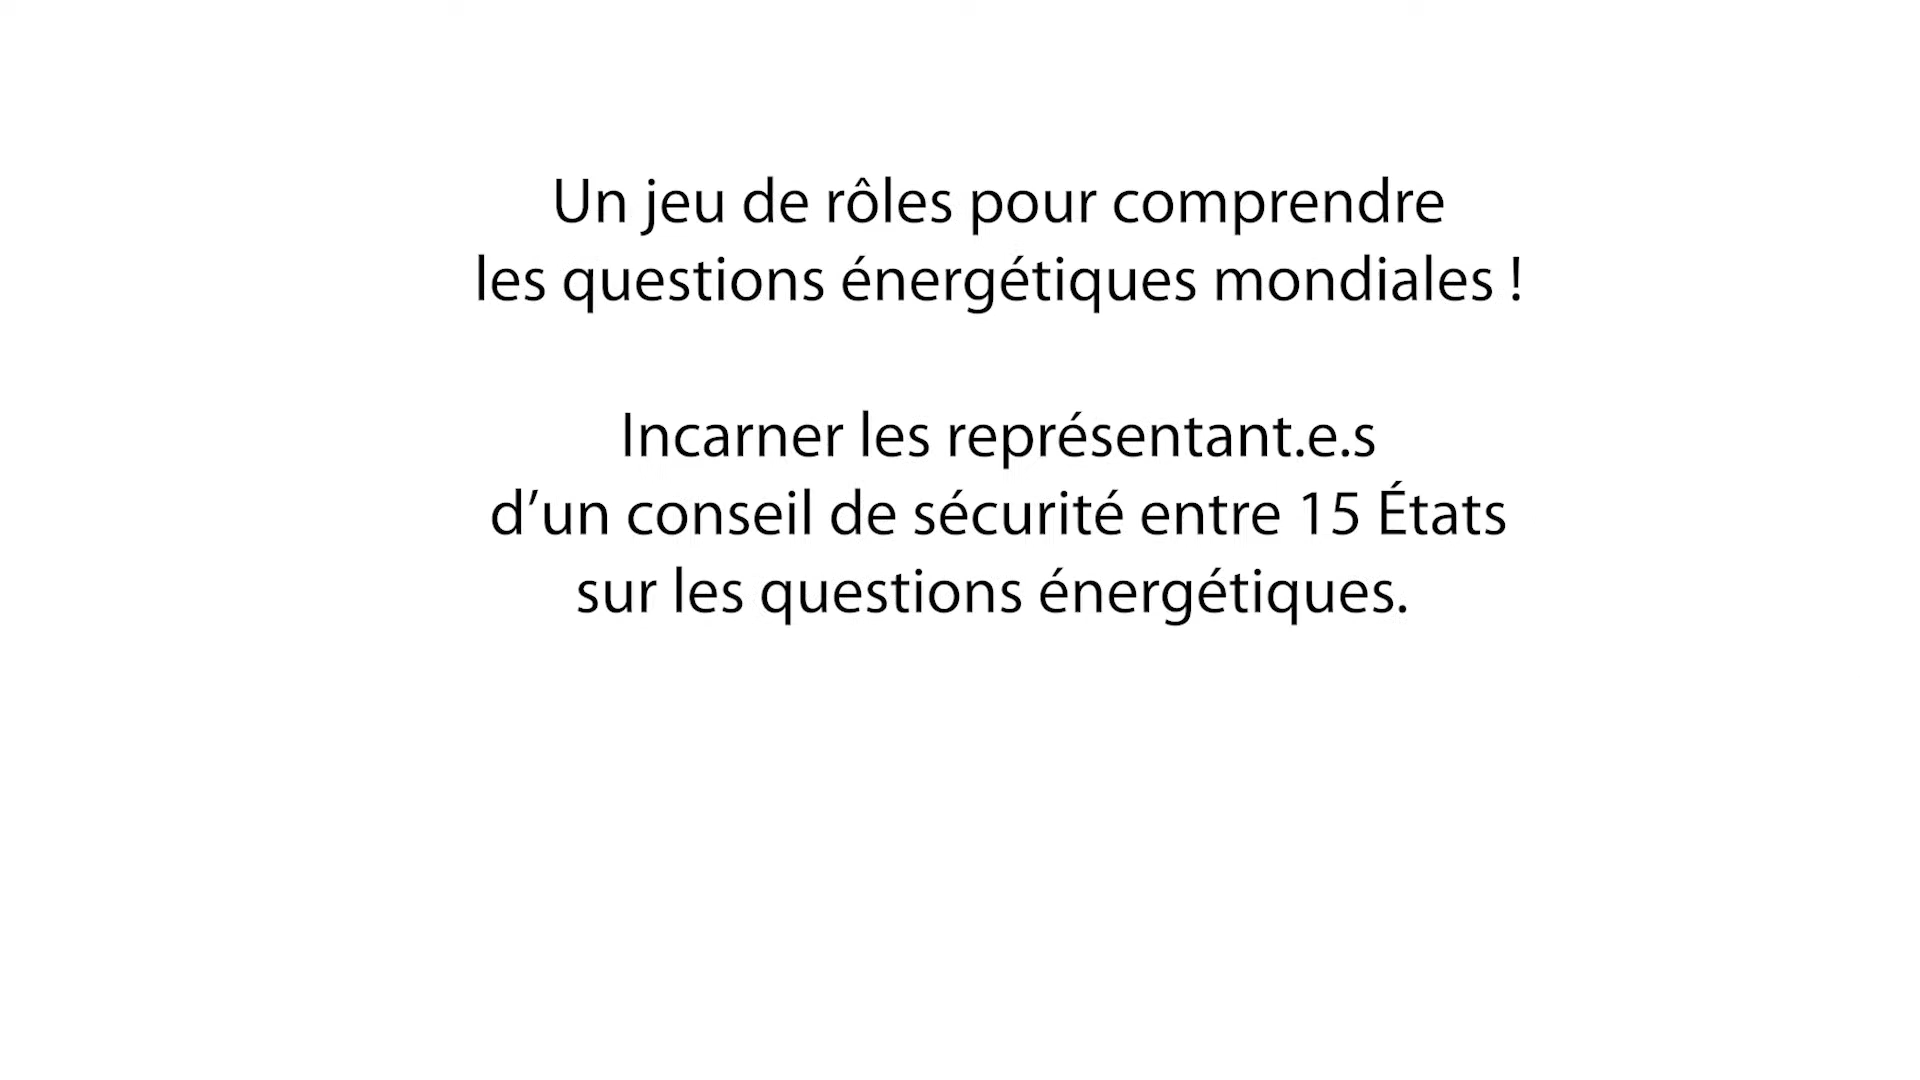 Un jeu de rôles pour comprendre
les questions énergétiques mondiales !
Incarner les représentant.e.s
d’un conseil de sécurité entre 15 États
sur les questions énergétiques.